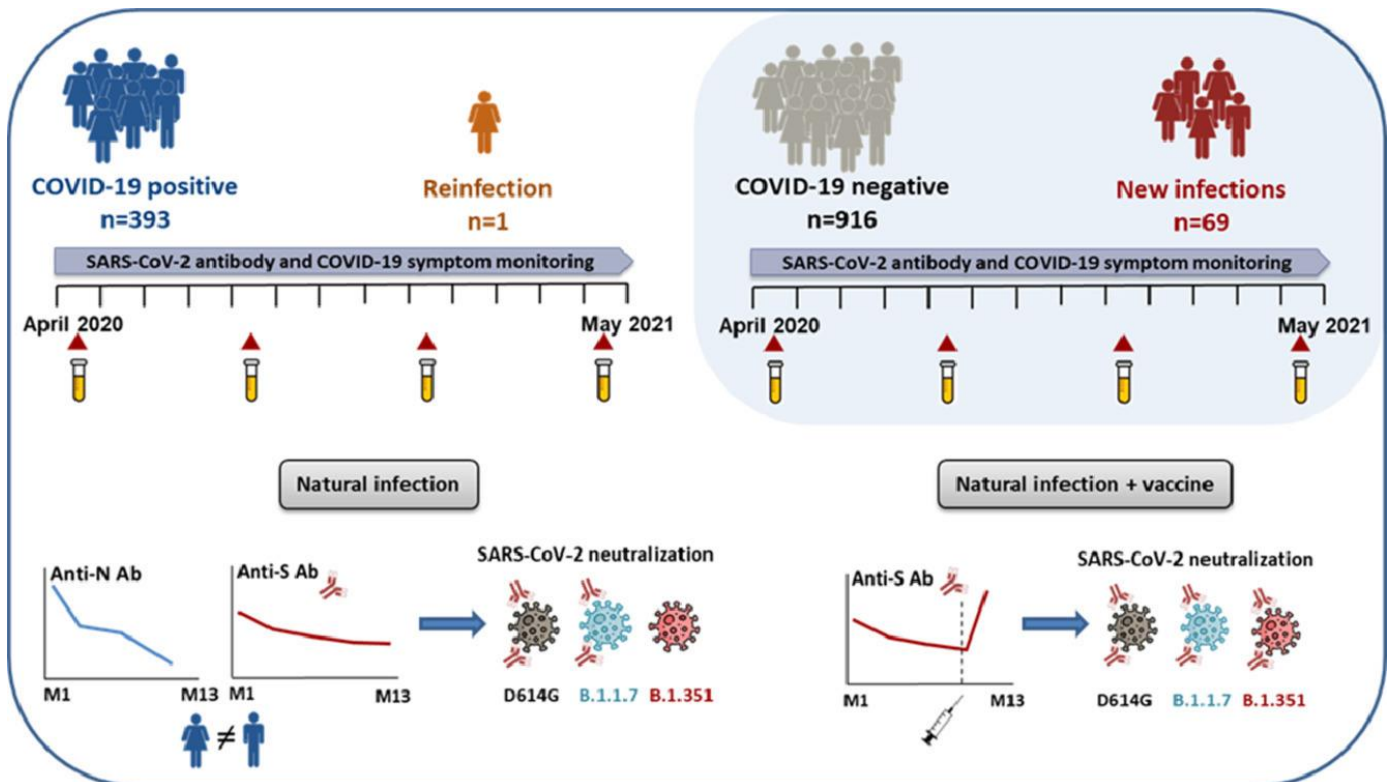 COVID-19 positive
n=393
Reinfection
n=1
SARS-CoV-2 antibody and COVID-19 symptom monitoring
April 2020
May 2021
COVID-19 negative
n=916
New infections
n=69
SARS-CoV-2 antibody and COVID-19 symptom monitoring
April 2020
May 2021
Natural infection
Anti-N Ab
M1
M13
≠
Anti-S Ab
M1
M13
SARS-CoV-2 neutralization
D614G
B.1.1.7
B.1.351
Natural infection + vaccine
Anti-S Ab
M1
M13
SARS-CoV-2 neutralization
D614G
B.1.1.7
B.1.351